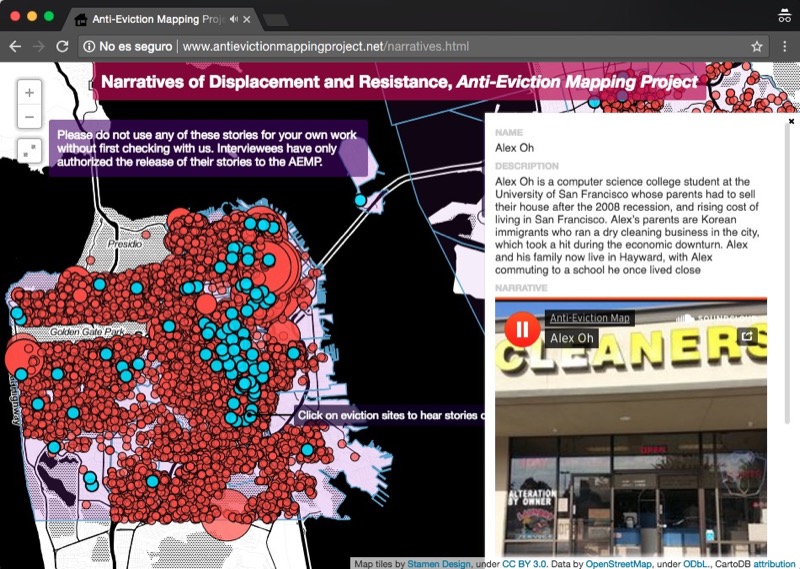 Anti-Eviction Mapping Proje
No es seguro | www.antievictionmappingproject.net/narratives.html
Narratives of Displacement and Resistance, Anti-Eviction Mapping Project
+
−
Please do not use any of these stories for your own work
without first checking with us. Interviewees have only
authorized the release of their stories to the AEMP.
Presidio
Golden Gate Park
Click on eviction sites to hear stories o
NAME
Alex Oh
DESCRIPTION
Alex Oh is a computer science college student at the
University of San Francisco whose parents had to sell
their house after the 2008 recession, and rising cost of
living in San Francisco. Alex's parents are Korean
immigrants who ran a dry cleaning business in the city,
which took a hit during the economic downturn. Alex
and his family now live in Hayward, with Alex
commuting to a school he once lived close
NARRATIVE
Anti-Eviction Map
SOUNDCLOUD
Alex Oh
CLEANERS
OPEN
ALTERATION
BY OWNER
Map tiles by Stamen Design, under CC BY 3.0. Data by OpenStreetMap, under ODbL., CartoDB attribution